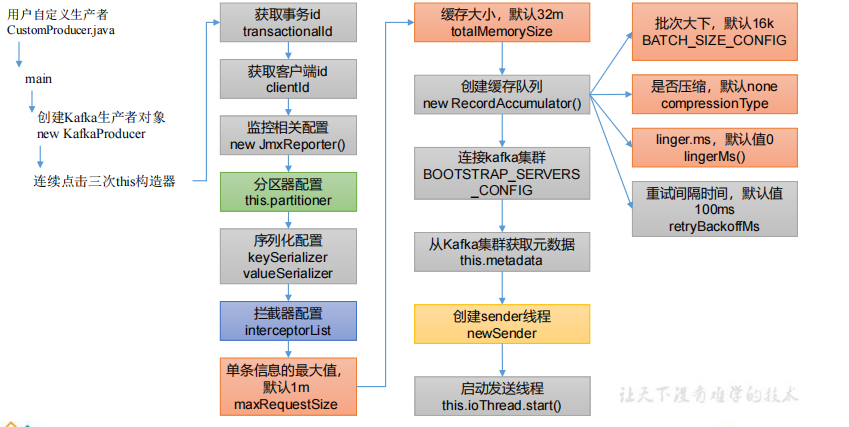 用户自定义生产者
CustomProducer.java
main
创建Kafka生产者对象
new KafkaProducer
连续点击三次this构造器
获取事务id
transactionalId
获取客户端id
clientId
监控相关配置
new JmxReporter()
分区器配置
this.partitioner
序列化配置
keySerializer
valueSerializer
拦截器配置
interceptorList
单条信息的最大值，
默认1m
maxRequestSize
缓存大小，默认32m
totalMemorySize
创建缓存队列
new RecordAccumulator()
连接kafka集群
BOOTSTRAP_SERVERS
_CONFIG
从Kafka集群获取元数据
this.metadata
创建sender线程
newSender
启动发送线程
this.ioThread.start()
批次大下，默认16k
BATCH_SIZE_CONFIG
是否压缩，默认none
compressionType
linger.ms，默认值0
lingerMs()
重试间隔时间，默认值
100ms
retryBackoffMs
让天下没有难学的技术